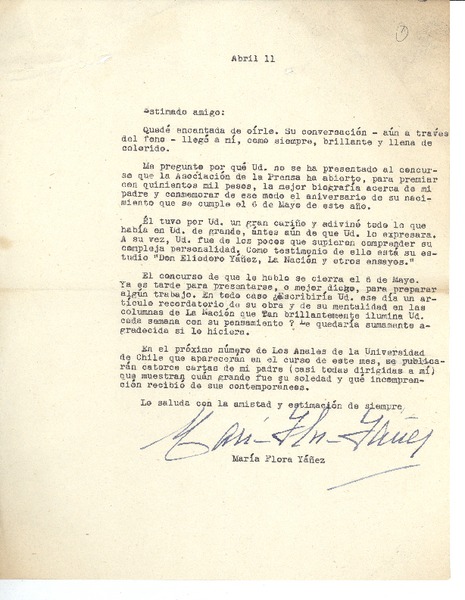 Abril 11
Estimado amigo:
Quedé encantada de oírle. Su conversación - aún a través
del fono - llegó a mí, como siempre, brillante y llena de
colorido.
Me pregunto por qué Ud. no se ha presentado al concur-
so que la Asociación de la Prensa ha abierto, para premiar
con quinientos mil pesos, la mejor biografía acerca de mi
padre y conmemorar de ese modo el aniversario de su naci-
miento que se cumple el 6 de Mayo de este año.
Él tuvo por Ud. un gran cariño y adivinó todo lo que
había en Ud. de grande, antes aún de que Ud. lo expresara.
A su vez, Ud. fue de los pocos que supieron comprender su
compleja personalidad, Como testimonio de ello está su es-
tudio "Don Eliodoro Yáñez, La Nación y otros ensayos."
El concurso de que le hablo se cierra el 6 de Mayo.
Ya es tarde para presentarse, o mejor dicho, para preparar
algún trabajo. En todo caso ¿escribiría Ud. ese día un ar-
tículo recordatorio de su obra y de su mentalidad en las
columnas de La Nación que tan brillantemente ilumina Ud.
cada semana con su pensamiento ? Le quedaría sumamente a-
gradecida si lo hiciera.
En el próximo número de Los Anales de la Universidad
de Chile que aparecerán en el curso de este mes, se publica-
rán catorce cartas de mi padre (casi todas dirigidas a mí)
que muestran cuán grande fue su soledad y qué incompren-
ción recibió de sus contemporáneos.
Lo saluda con la amistad y estimación de siempre
Mari-Flor-Yáñez
María Flora Yáñez